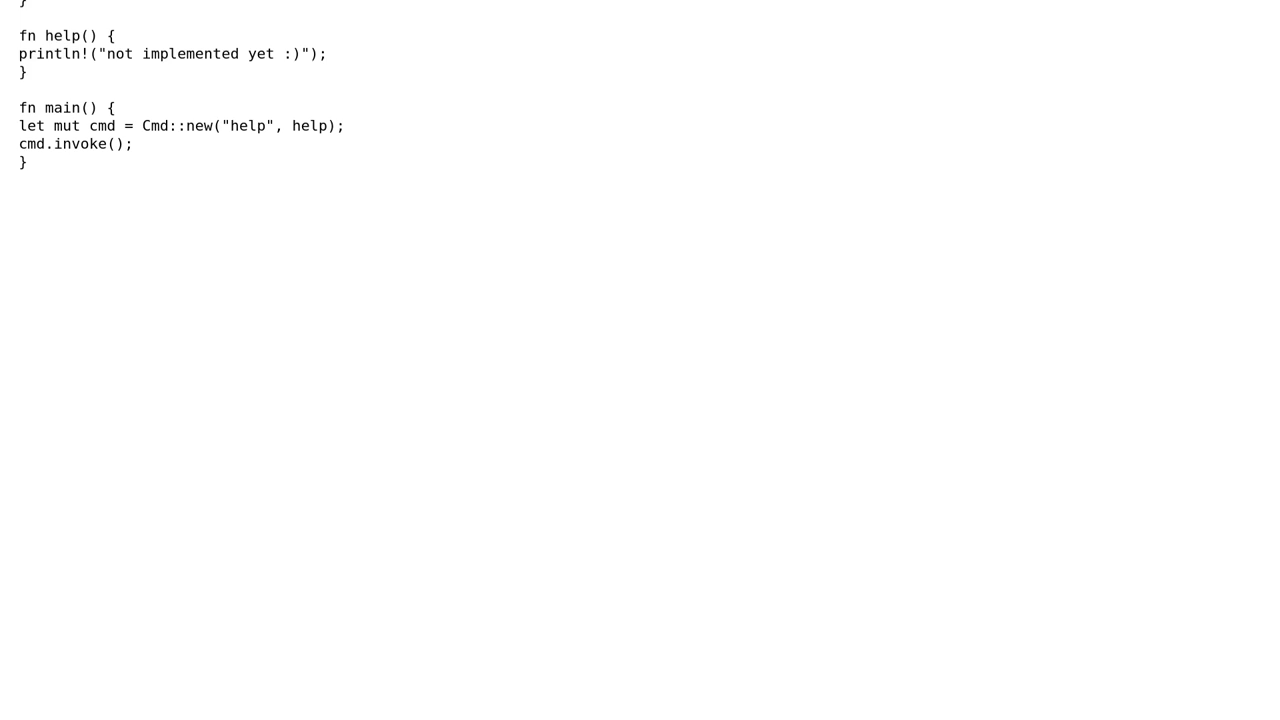 }

fn help() {
println!("not implemented yet :)");
}

fn main() {
let mut cmd = Cmd::new("help", help);
cmd.invoke();
}